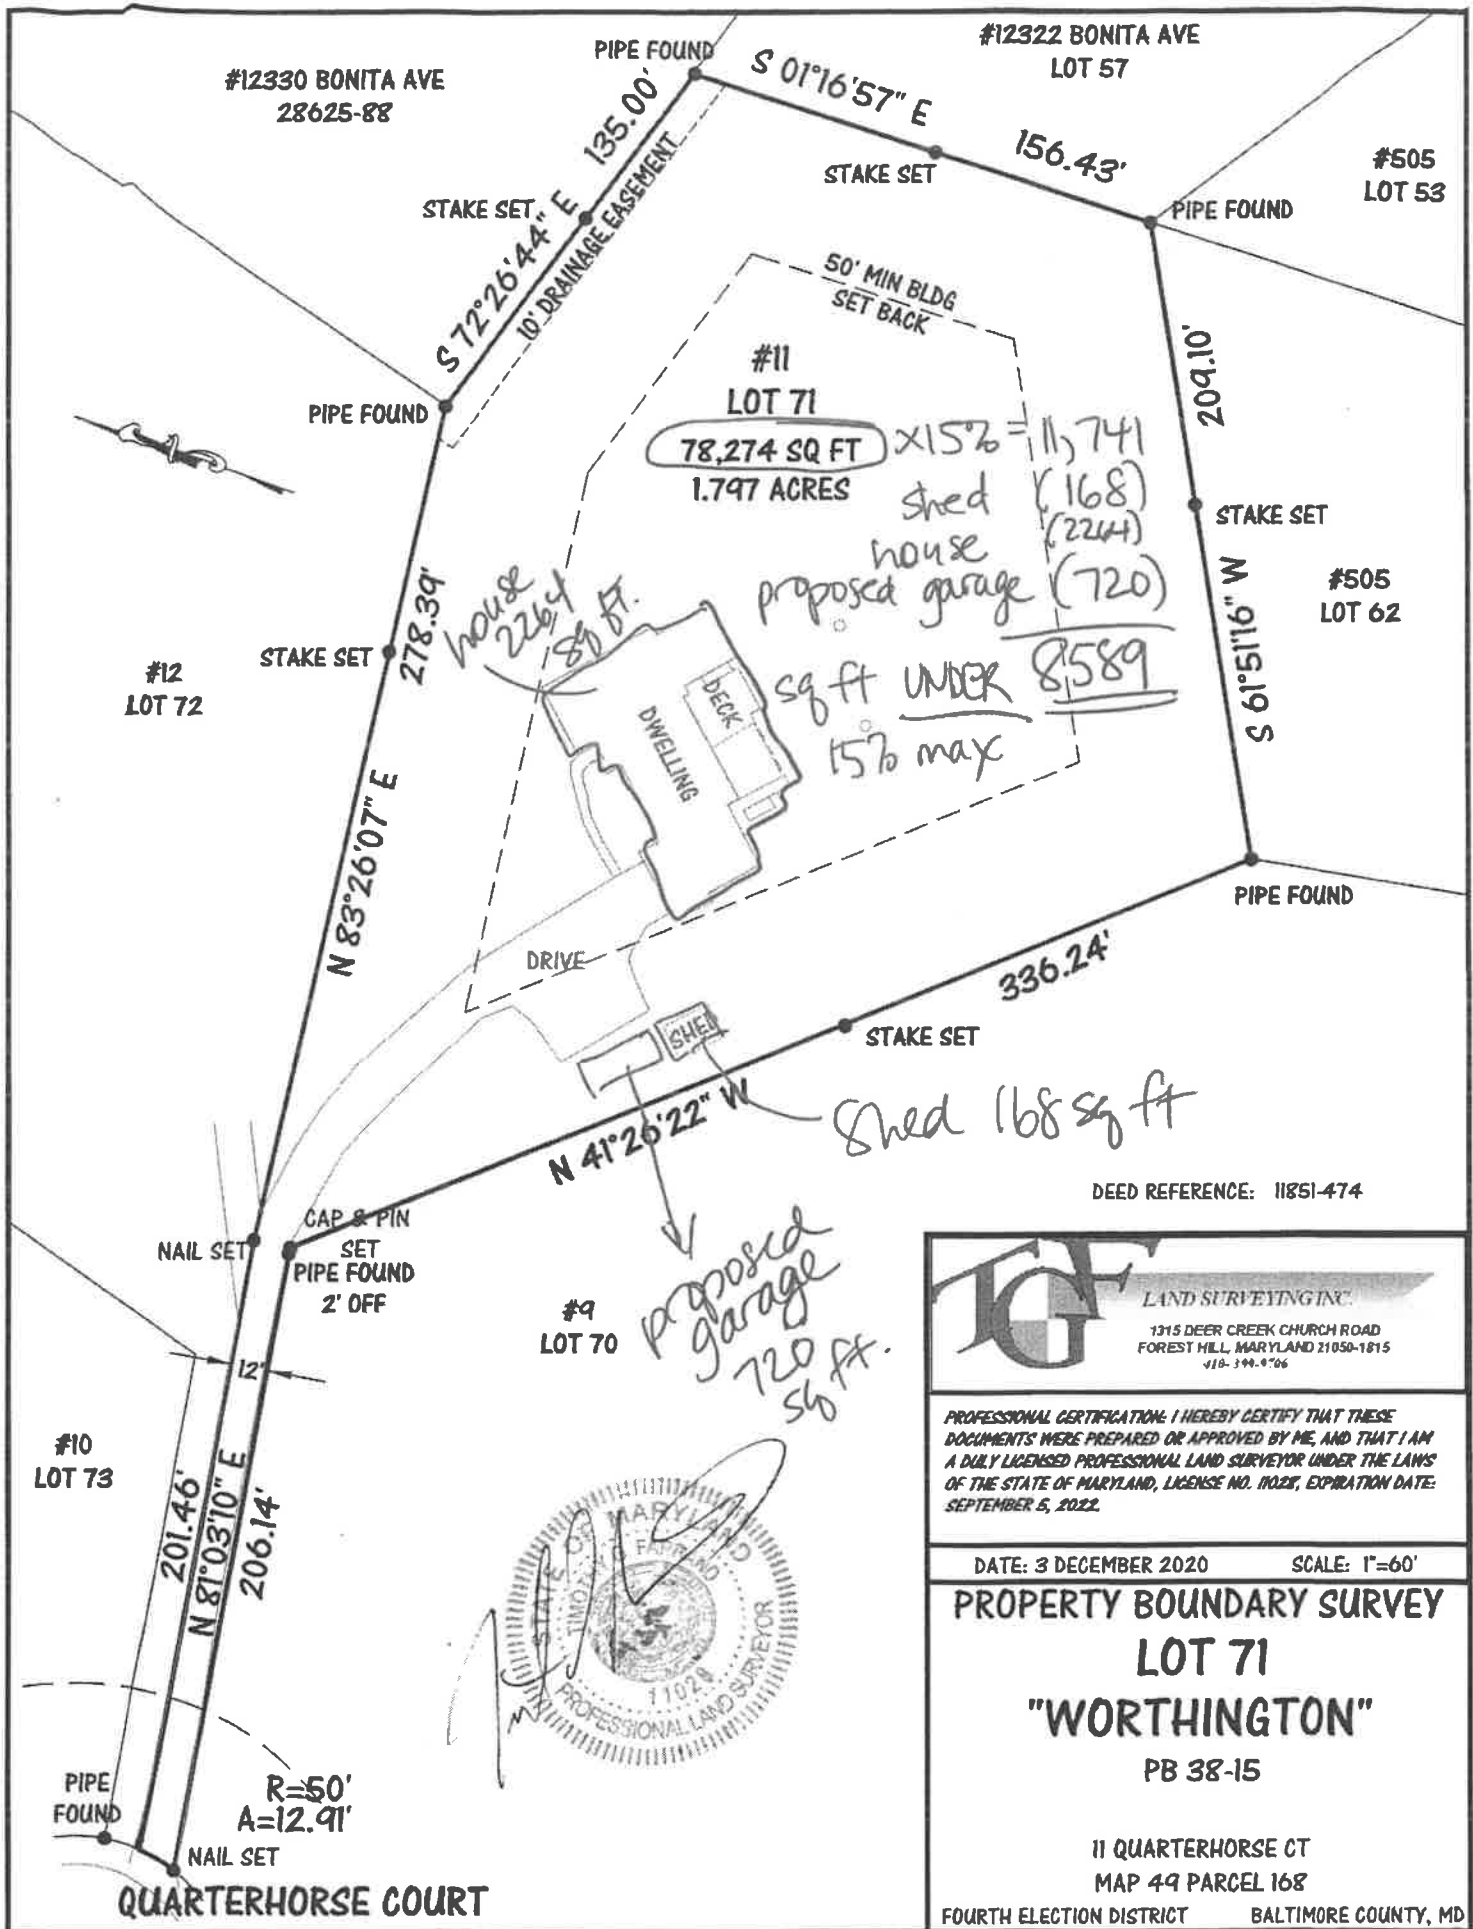 #12330 BONITA AVE
28625-88
PIPE FOUND
#12322 BONITA AVE
LOT 57
S 01°16'57" E
156.43'
STAKE SET
#505
LOT 53
PIPE FOUND
S 72°26'44" E
135.00'
STAKE SET
10' DRAINAGE EASEMENT
50' MIN BLDG
SET BACK
PIPE FOUND
#11
LOT 71
78,274 SQ FT x15% = 11,741
1.797 ACRES
shed (168)
house (2264)
proposed garage (720)
sq ft UNDER 8589
15% max
209.10'
STAKE SET
S 61°51'16" W
#505
LOT 62
house
2264
sq ft.
#12
LOT 72
STAKE SET
278.39'
N 83°26'07" E
DWELLING
DECK
PIPE FOUND
DRIVE
336.24'
STAKE SET
SHED
N 41°26'22" W
Shed 168 sq ft
DEED REFERENCE: 11851-474
NAIL SET
CAP & PIN
SET
PIPE FOUND
2' OFF
#9
LOT 70
proposed
garage
720
sq ft.
12'
#10
LOT 73
201.46'
N 81°03'10" E
206.14'
STATE OF MARYLAND
11028
PROFESSIONAL LAND SURVEYOR
PIPE
FOUND
R=50'
A=12.91'
NAIL SET
QUARTERHORSE COURT
TGF
LAND SURVEYING INC.
1315 DEER CREEK CHURCH ROAD
FOREST HILL, MARYLAND 21050-1815
PROFESSIONAL CERTIFICATION: I HEREBY CERTIFY THAT THESE
DOCUMENTS WERE PREPARED OR APPROVED BY ME, AND THAT I AM
A DULY LICENSED PROFESSIONAL LAND SURVEYOR UNDER THE LAWS
OF THE STATE OF MARYLAND, LICENSE NO. 11028, EXPIRATION DATE:
SEPTEMBER 5, 2022.
DATE: 3 DECEMBER 2020 SCALE: 1"=60'
PROPERTY BOUNDARY SURVEY
LOT 71
"WORTHINGTON"
PB 38-15
11 QUARTERHORSE CT
MAP 49 PARCEL 168
FOURTH ELECTION DISTRICT BALTIMORE COUNTY, MD